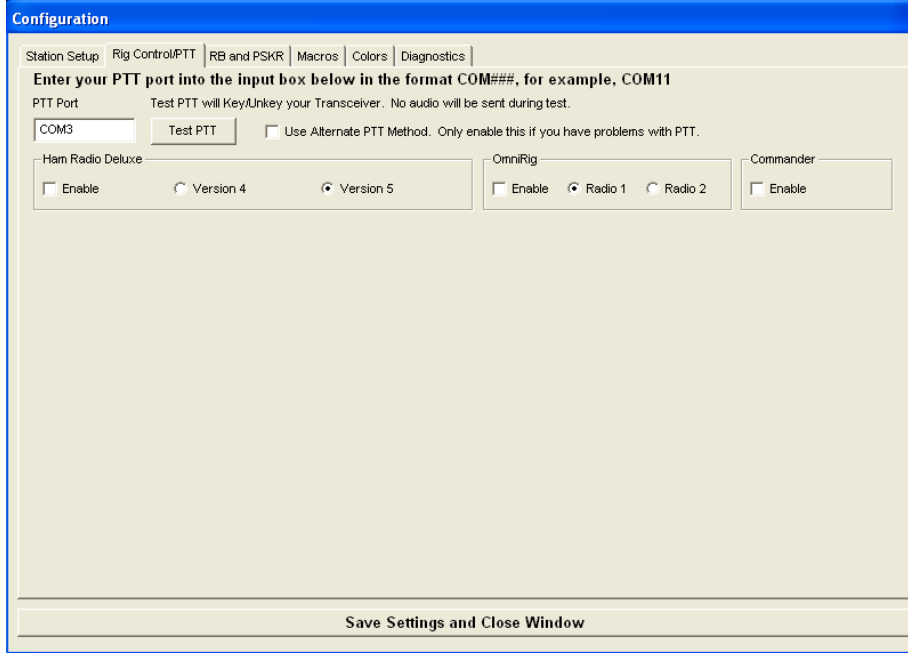 Configuration
Station Setup Rig Control/PTT RB and PSKR Macros Colors Diagnostics
Enter your PTT port into the input box below in the format COM###, for example, COM11
PTT Port Test PTT will Key/Unkey your Transceiver. No audio will be sent during test.
COM3 Test PTT Use Alternate PTT Method. Only enable this if you have problems with PTT.
Ham Radio Deluxe OmniRig Commander
Enable Version 4 Version 5 Enable Radio 1 Radio 2 Enable
Save Settings and Close Window